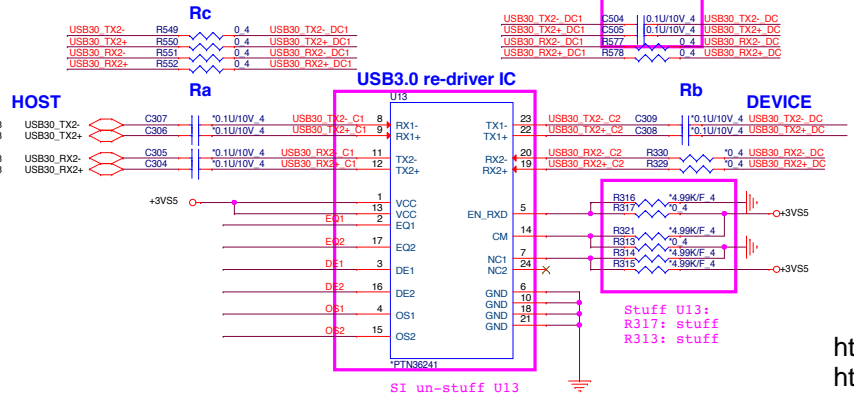 Rc
USB30_TX2- R549 0_4 USB30_TX2-_DC1
USB30_TX2+ R550 0_4 USB30_TX2+_DC1
USB30_RX2- R551 0_4 USB30_RX2-_DC1
USB30_RX2+ R552 0_4 USB30_RX2+_DC1
USB30_TX2-_DC1 C504 0.1U/10V_4 USB30_TX2-_DC
USB30_TX2+_DC1 C505 0.1U/10V_4 USB30_TX2+_DC
USB30_RX2-_DC1 R577 0_4 USB30_RX2-_DC
USB30_RX2+_DC1 R578 0_4 USB30_RX2+_DC
USB3.0 re-driver IC
HOST
Ra
U13
Rb
DEVICE
USB30_TX2- C307 *0.1U/10V_4 USB30_TX2-_C1 8 RX1-
USB30_TX2+ C306 *0.1U/10V_4 USB30_TX2+_C1 9 RX1+
USB30_RX2- C305 *0.1U/10V_4 USB30_RX2-_C1 11 TX2-
USB30_RX2+ C304 *0.1U/10V_4 USB30_RX2+_C1 12 TX2+
TX1- 23 USB30_TX2-_C2 C309 *0.1U/10V_4 USB30_TX2-_DC
TX1+ 22 USB30_TX2+_C2 C308 *0.1U/10V_4 USB30_TX2+_DC
RX2- 20 USB30_RX2-_C2 R330 *0_4 USB30_RX2-_DC
RX2+ 19 USB30_RX2+_C2 R329 *0_4 USB30_RX2+_DC
+3VS5 1 VCC
13 VCC
EQ1 2 EQ1
EQ2 17 EQ2
DE1 3 DE1
DE2 16 DE2
OS1 4 OS1
OS2 15 OS2
EN_RXD 5
CM 14
NC1 7
NC2 24
GND 6
GND 10
GND 18
GND 21
R316 *4.99K/F_4
R317 *0_4 +3VS5
R321 *4.99K/F_4
R313 *0_4
R314 *4.99K/F_4
R315 *4.99K/F_4 +3VS5
*PTN36241
SI un-stuff U13
Stuff U13:
R317: stuff
R313: stuff
ht
ht